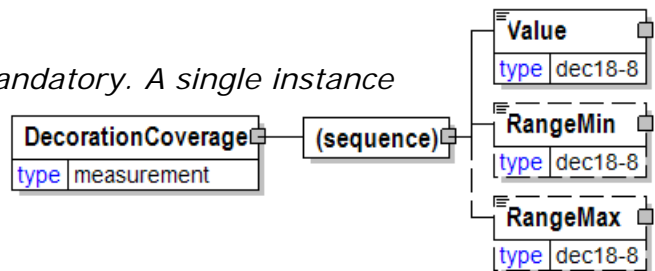 Value
type dec18-8
andatory. A single instance
RangeMin
type dec18-8
DecorationCoverage
type measurement
(sequence)
RangeMax
type dec18-8